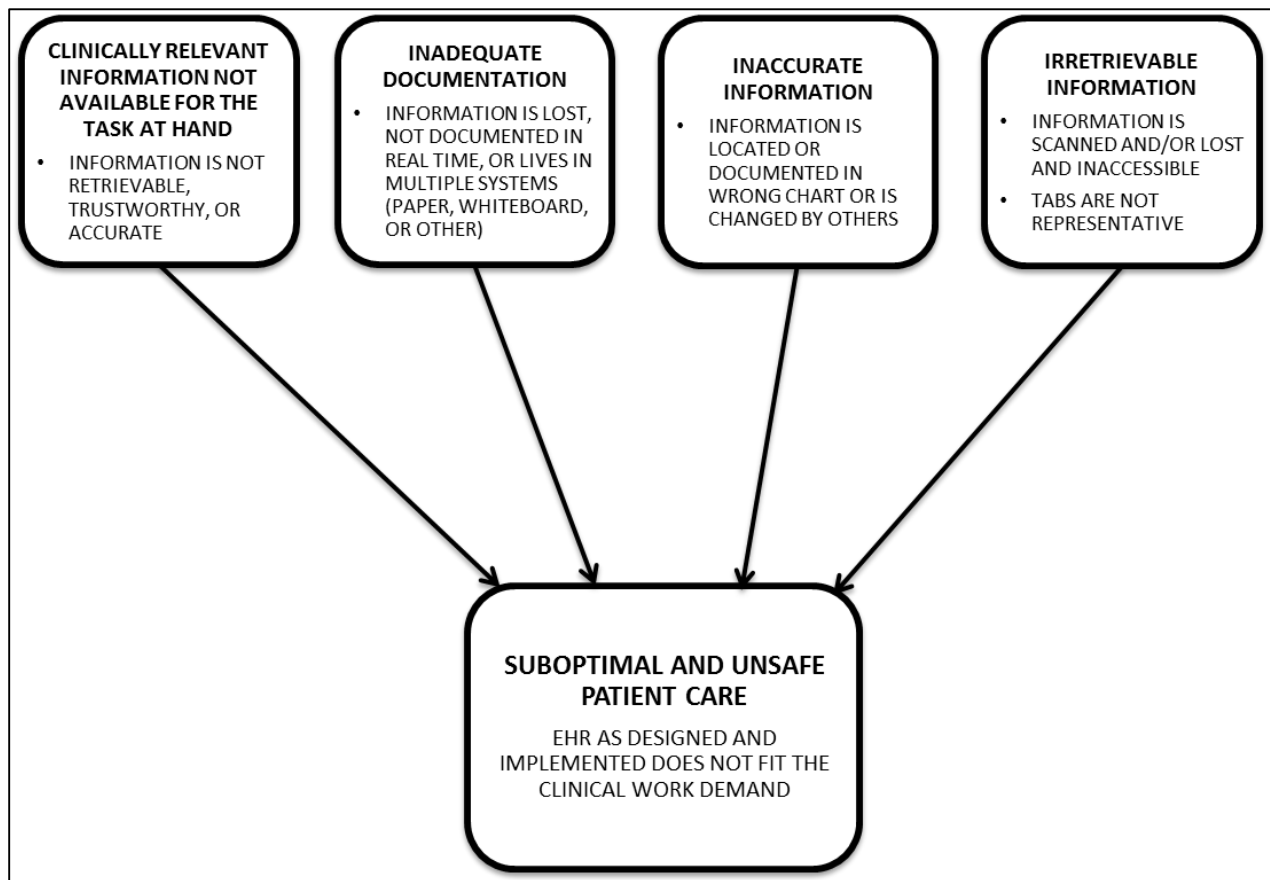 CLINICALLY RELEVANT
INFORMATION NOT
AVAILABLE FOR THE
TASK AT HAND
• INFORMATION IS NOT
RETRIEVABLE,
TRUSTWORTHY, OR
ACCURATE
INADEQUATE
DOCUMENTATION
• INFORMATION IS LOST,
NOT DOCUMENTED IN
REAL TIME, OR LIVES IN
MULTIPLE SYSTEMS
(PAPER, WHITEBOARD,
OR OTHER)
INACCURATE
INFORMATION
• INFORMATION IS
LOCATED OR
DOCUMENTED IN
WRONG CHART OR IS
CHANGED BY OTHERS
IRRETRIEVABLE
INFORMATION
• INFORMATION IS
SCANNED AND/OR LOST
AND INACCESSIBLE
• TABS ARE NOT
REPRESENTATIVE
SUBOPTIMAL AND UNSAFE
PATIENT CARE
EHR AS DESIGNED AND
IMPLEMENTED DOES NOT FIT THE
CLINICAL WORK DEMAND